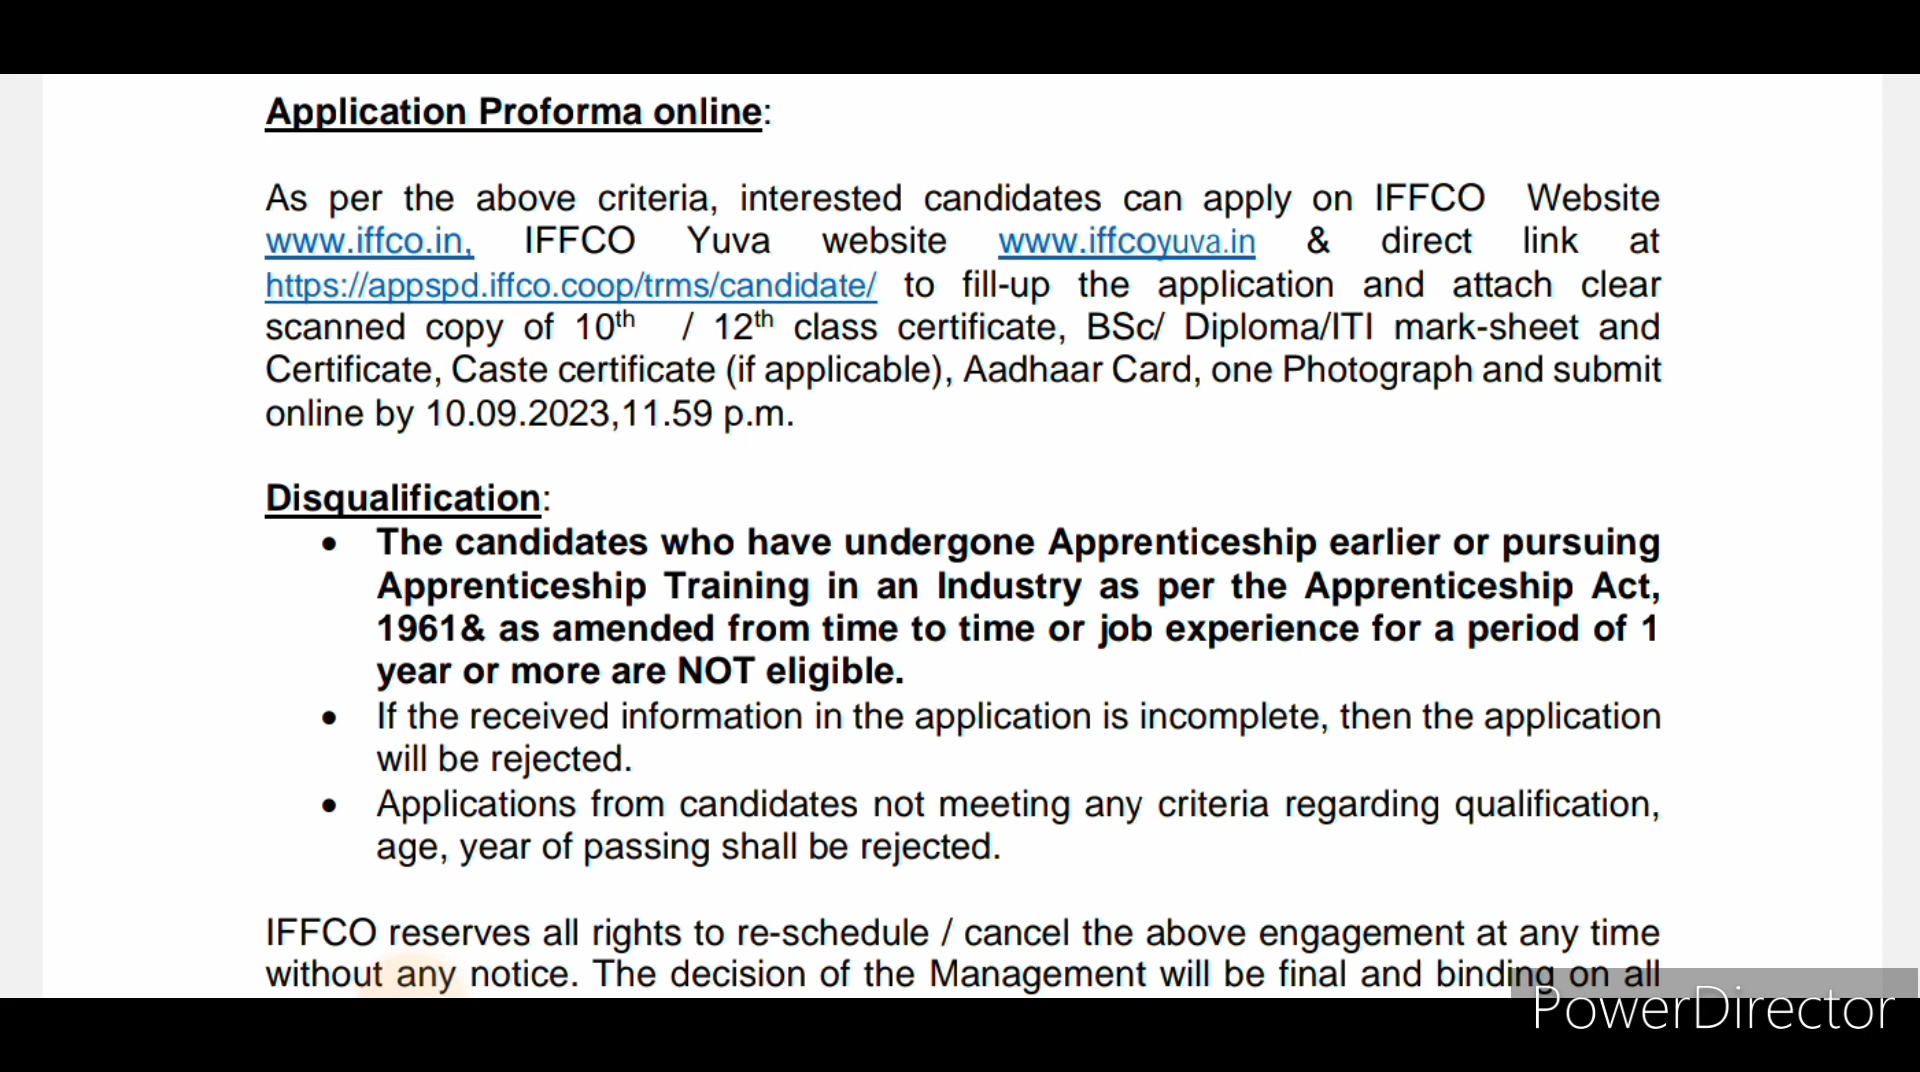 Application Proforma online:
As per the above criteria, interested candidates can apply on IFFCO Website
www.iffco.in, IFFCO Yuva website www.iffcoyuva.in & direct link at
https://appspd.iffco.coop/trms/candidate/ to fill-up the application and attach clear
scanned copy of 10th / 12th class certificate, BSc/ Diploma/ITI mark-sheet and
Certificate, Caste certificate (if applicable), Aadhaar Card, one Photograph and submit
online by 10.09.2023,11.59 p.m.
Disqualification:
• The candidates who have undergone Apprenticeship earlier or pursuing
Apprenticeship Training in an Industry as per the Apprenticeship Act,
1961& as amended from time to time or job experience for a period of 1
year or more are NOT eligible.
• If the received information in the application is incomplete, then the application
will be rejected.
• Applications from candidates not meeting any criteria regarding qualification,
age, year of passing shall be rejected.
IFFCO reserves all rights to re-schedule / cancel the above engagement at any time
without any notice. The decision of the Management will be final and binding on all
PowerDirector